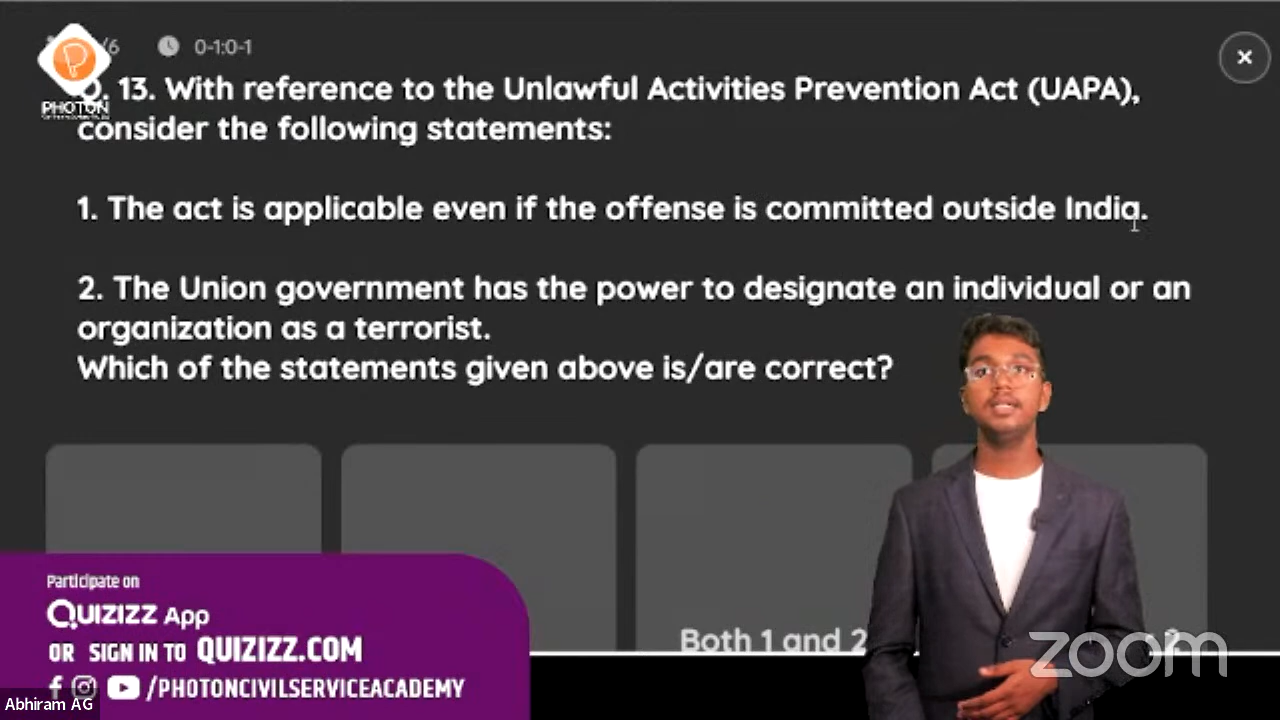 /6
0-1:0-1
PHOTON
. 13. With reference to the Unlawful Activities Prevention Act (UAPA),
consider the following statements:
1. The act is applicable even if the offense is committed outside India.
2. The Union government has the power to designate an individual or an
organization as a terrorist.
Which of the statements given above is/are correct?
Both 1 and 2
2
Participate on
QUIZIZZ App
OR SIGN IN TO QUIZIZZ.COM
/PHOTONCIVILSERVICEACADEMY
Abhiram AG
zoom